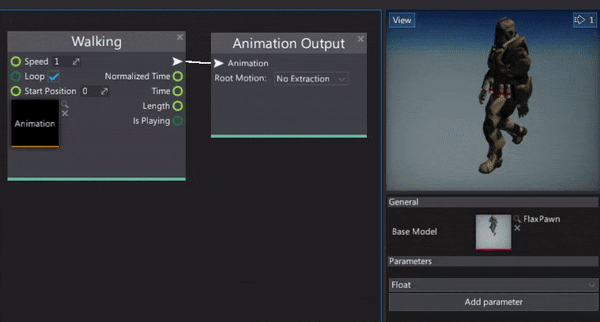 Walking
Speed 1
Loop
Normalized Time
Start Position 0
Time
Length
Animation
Is Playing
Animation Output
Animation
Root Motion: No Extraction
View
1
General
Base Model
FlaxPawn
Parameters
Float
Add parameter